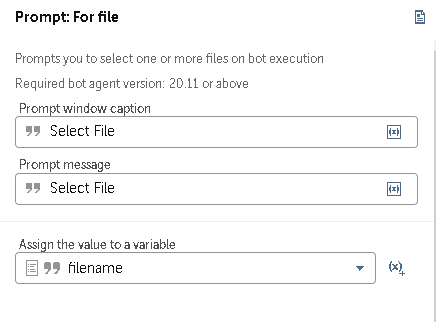 Prompt: For file
Prompts you to select one or more files on bot execution
Required bot agent version: 20.11 or above
Prompt window caption
Select File
(x)
Prompt message
Select File
(x)
Assign the value to a variable
filename
(x)+